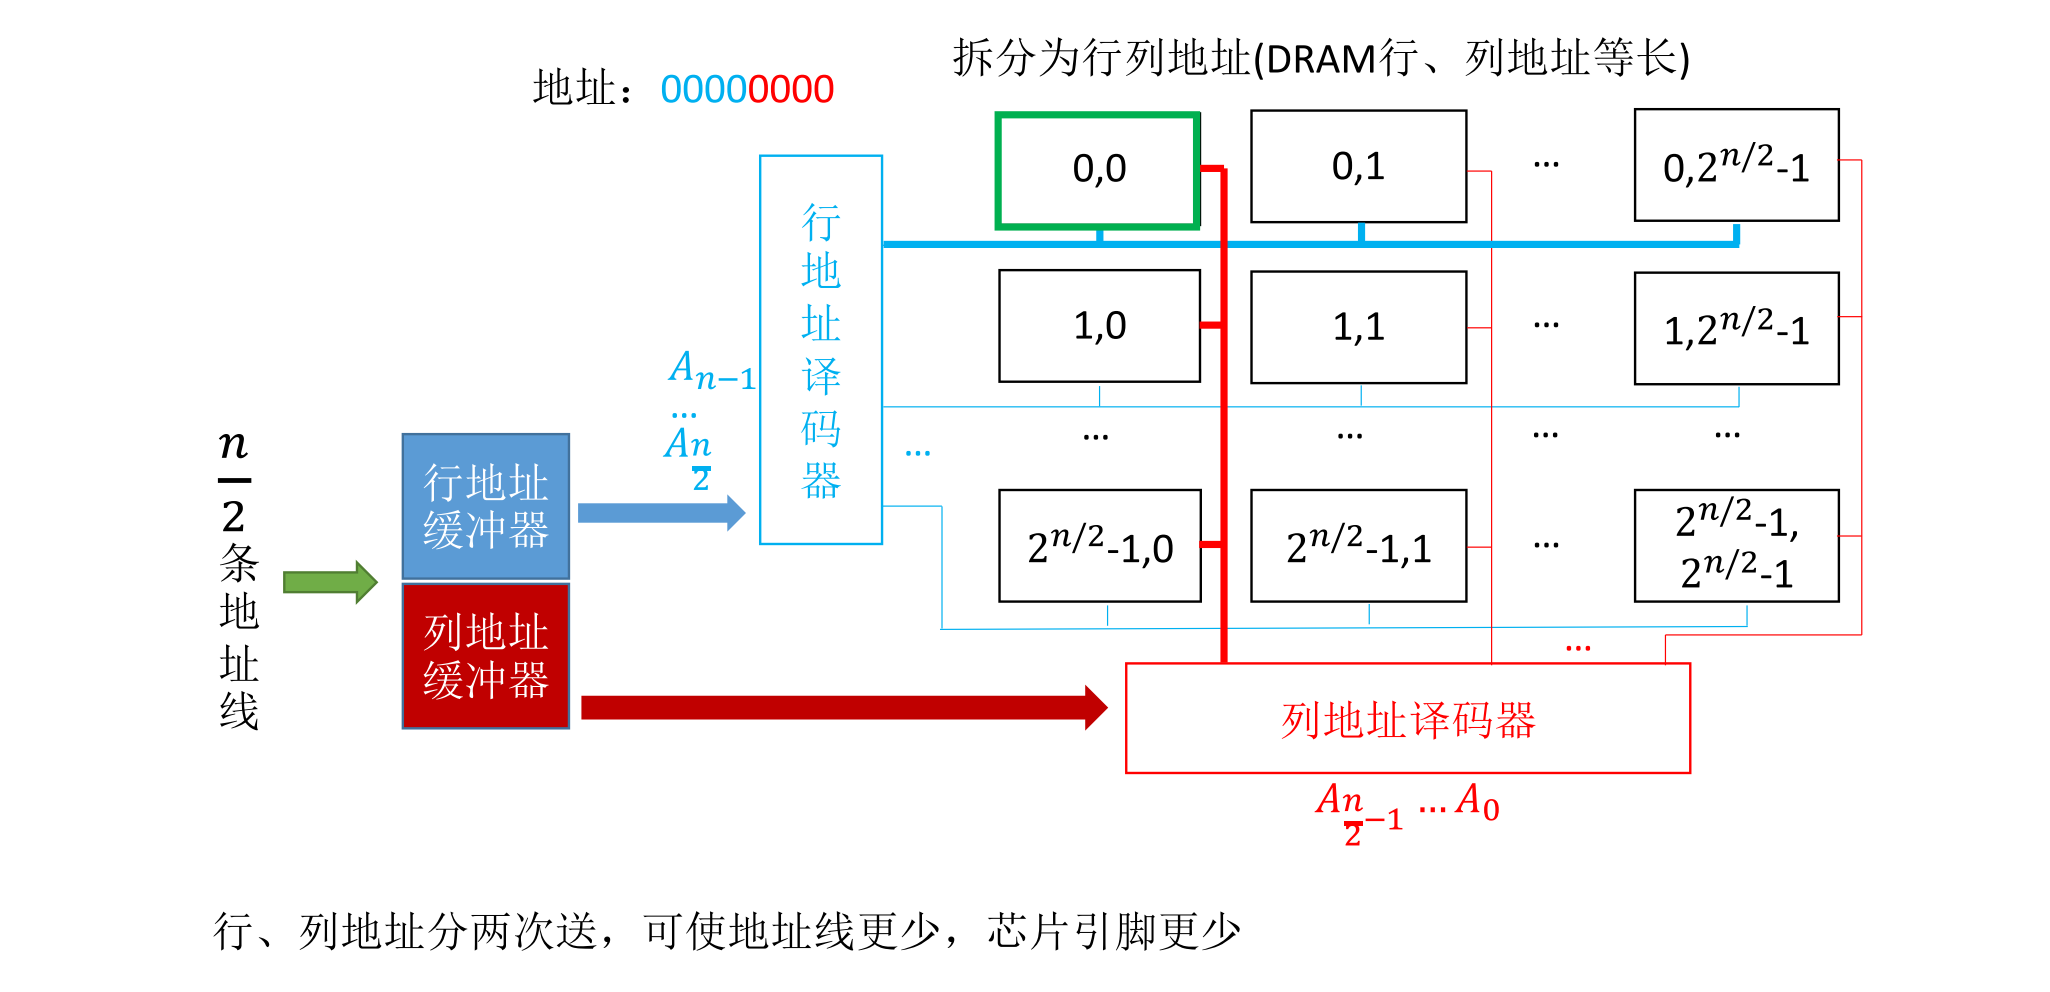 拆分为行列地址(DRAM行、列地址等长)
地址：00000000
0,0
0,1
...
0,2^{n/2}-1
行地址译码器
1,0
1,1
...
1,2^{n/2}-1
A_{n-1}
...
A_{\frac{n}{2}}
...
...
...
...
...
\frac{n}{2}条地址线
行地址
缓冲器
2^{n/2}-1,0
2^{n/2}-1,1
...
2^{n/2}-1,
2^{n/2}-1
列地址
缓冲器
...
列地址译码器
A_{\frac{n}{2}-1} ... A_0
行、列地址分两次送，可使地址线更少，芯片引脚更少